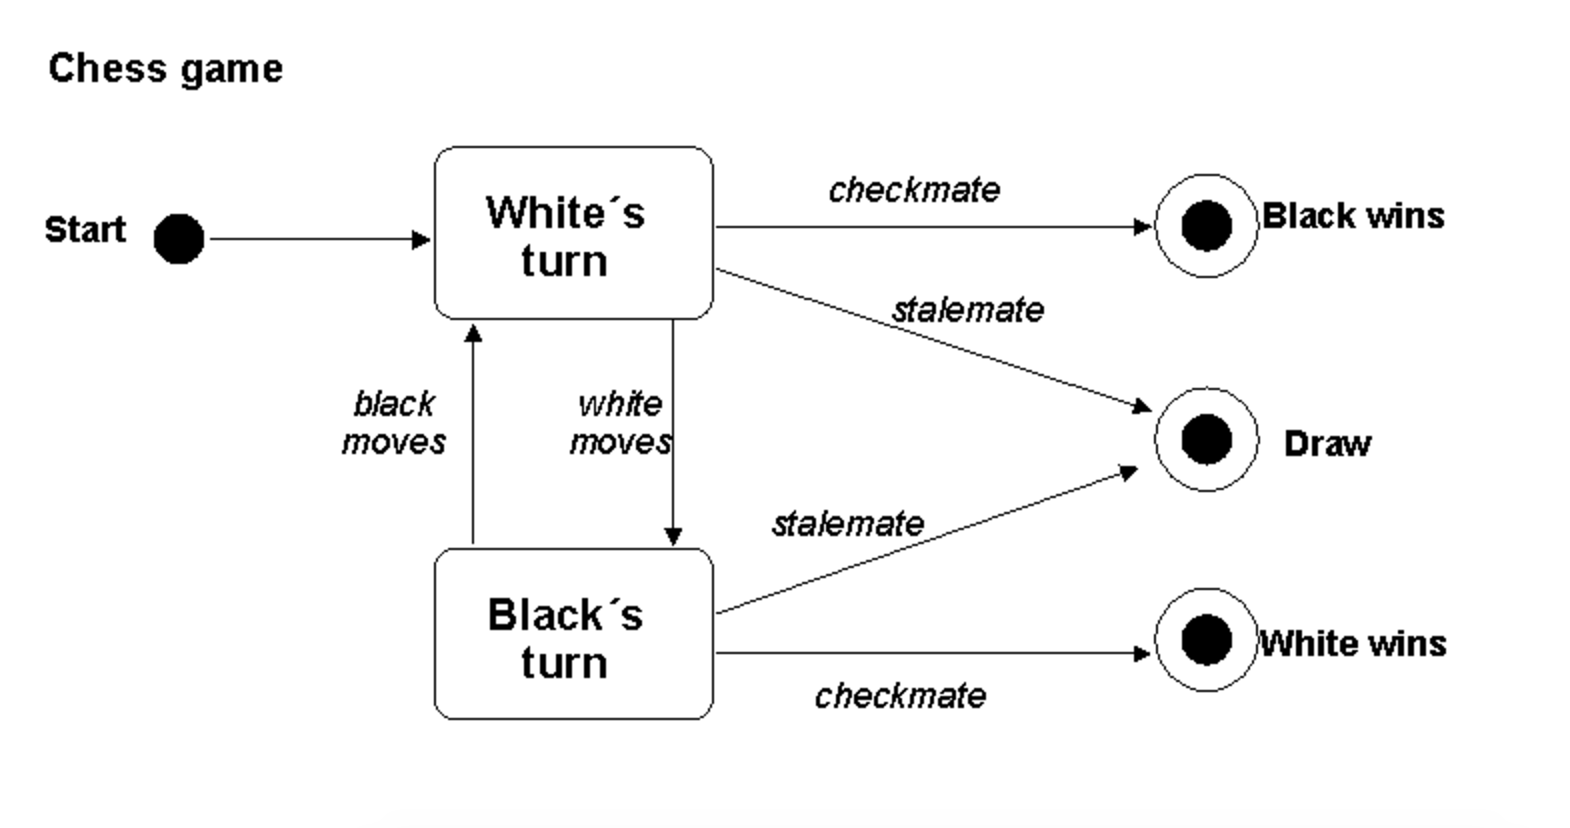 Chess game
Start
White´s
turn
checkmate
Black wins
stalemate
black
moves
white
moves
Draw
stalemate
Black´s
turn
White wins
checkmate